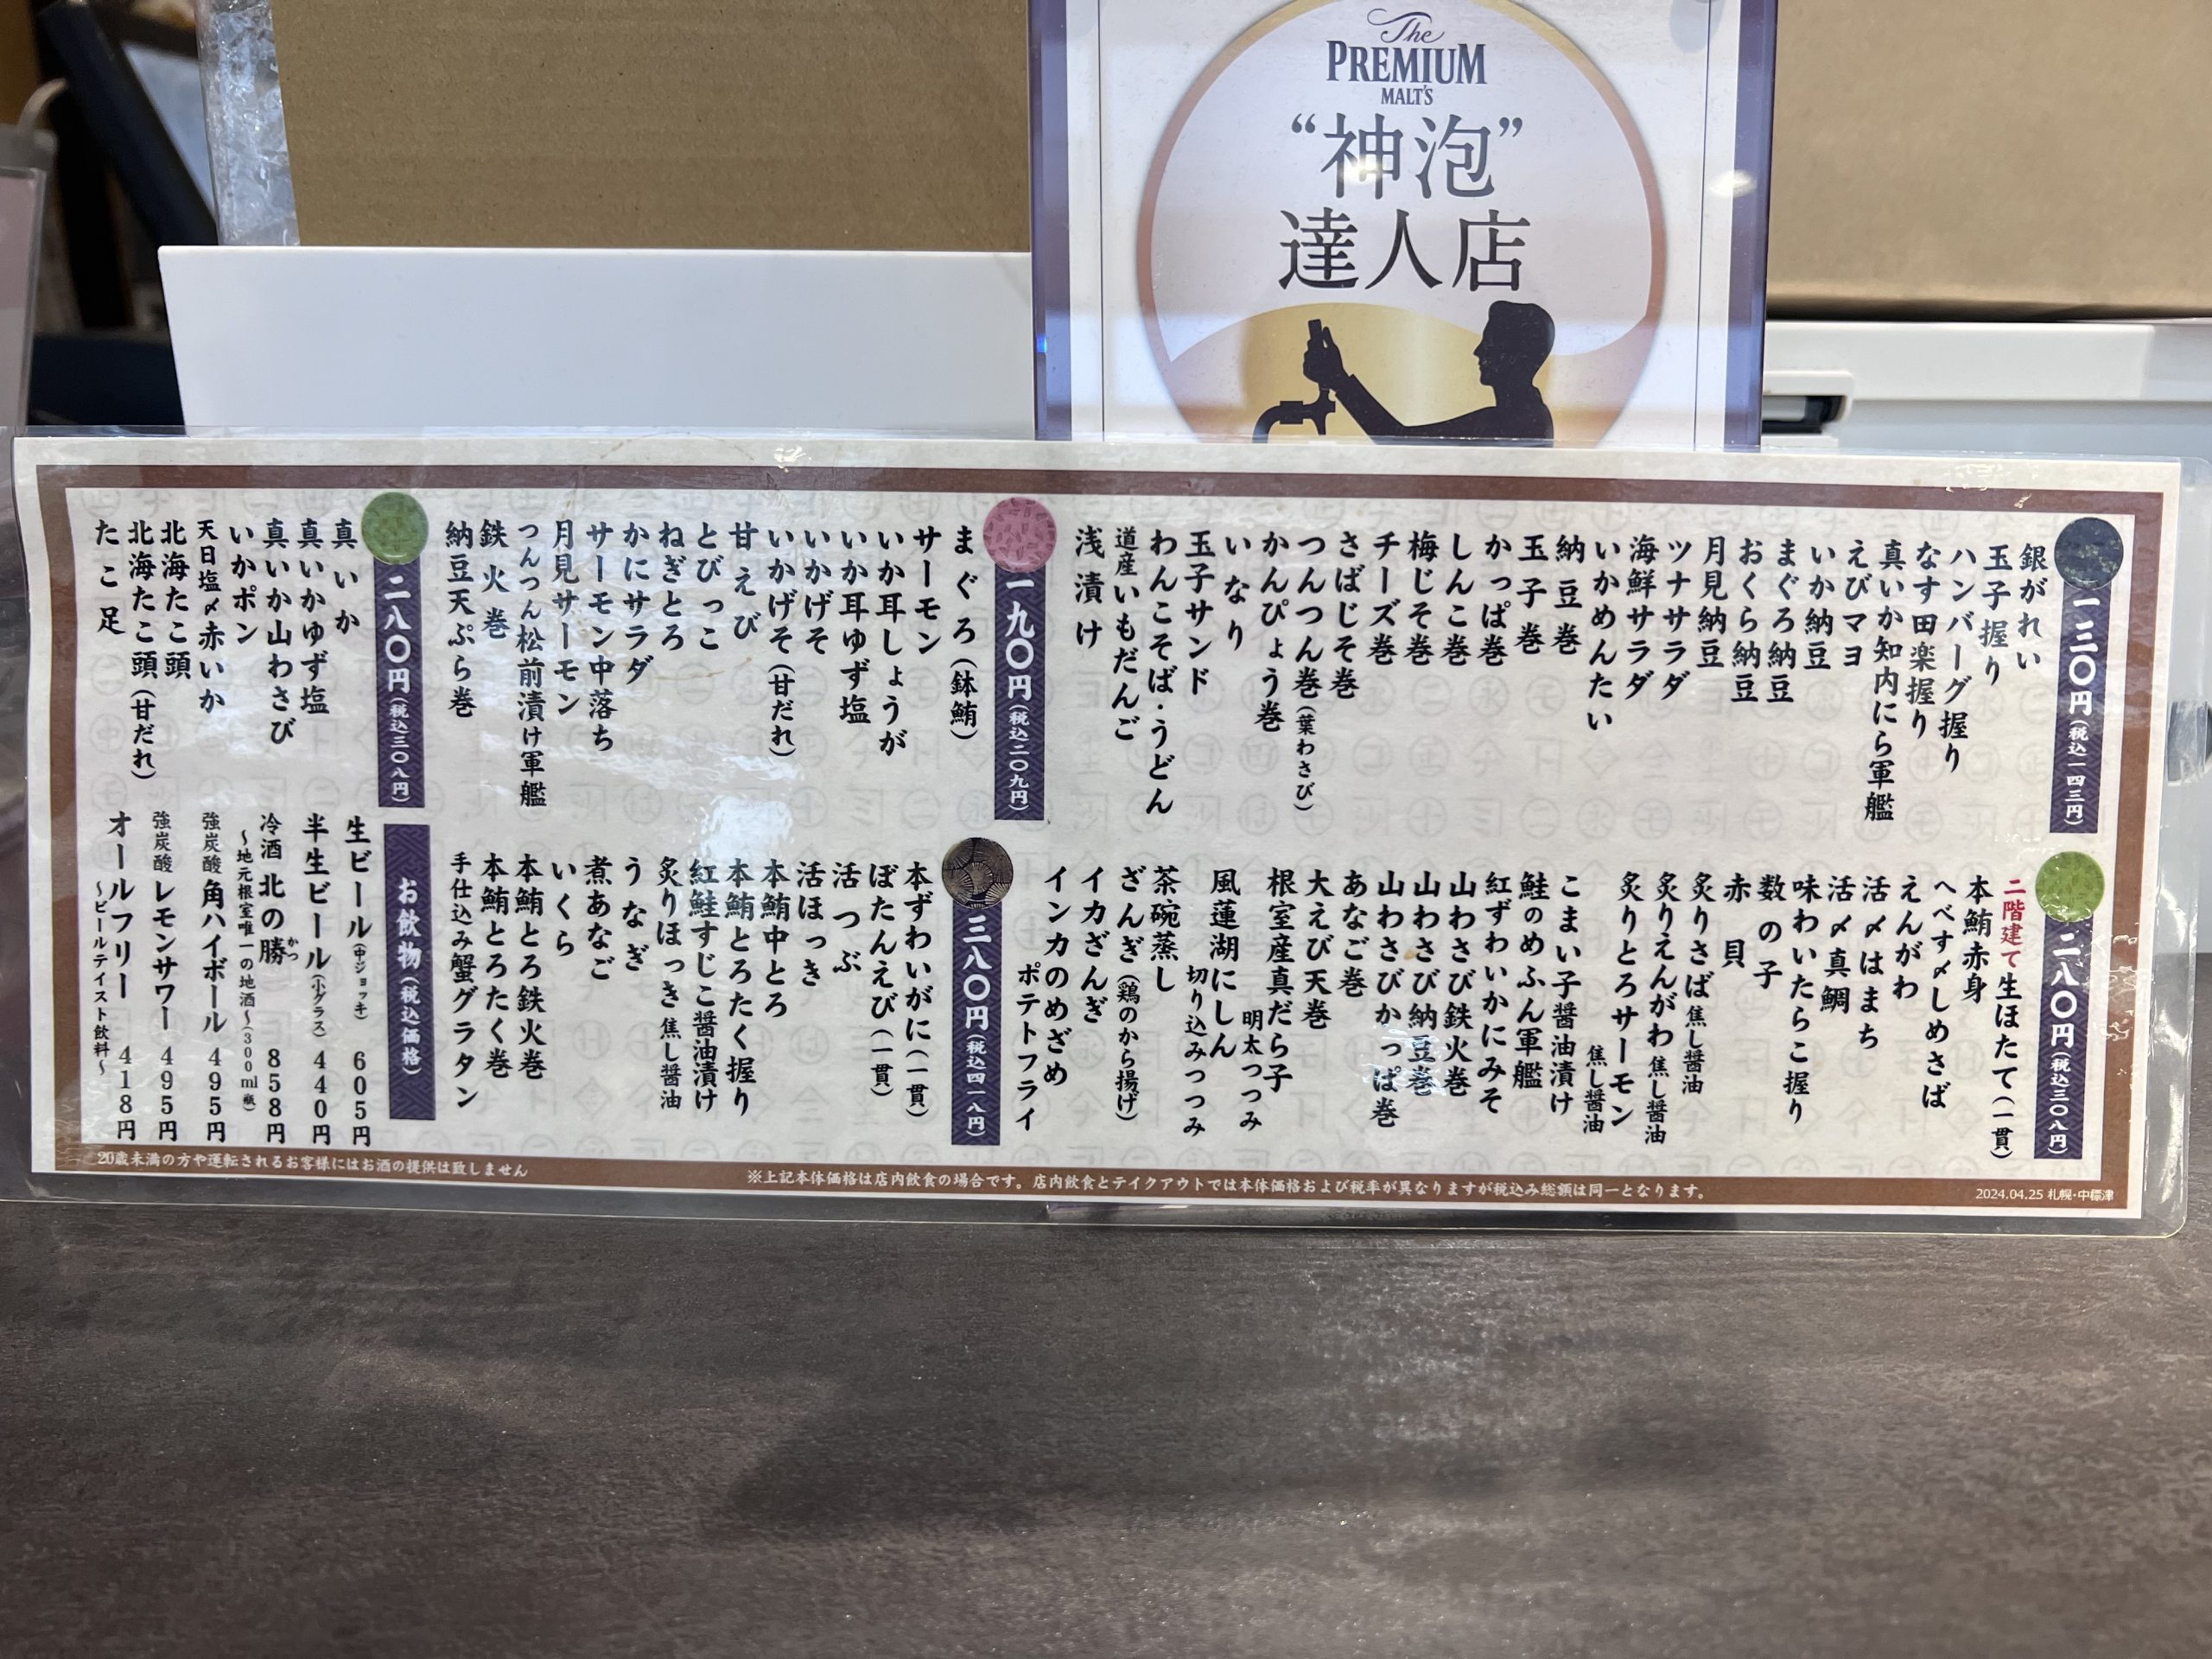 The
PREMIUM
MALT'S
“神泡”
達人店
一三〇円(税込一四三円)
銀がれい
玉子握り
ハンバーグ握り
なす田楽握り
真いか知内にら軍艦
えびマヨ
いか納豆
まぐろ納豆
おくら納豆
月見納豆
ツナサラダ
海鮮サラダ
いかめんたい
納豆巻
玉子巻
かっぱ巻
しんこ巻
梅じそ巻
チーズ巻
さばじそ巻
つんつん巻(葉わさび)
かんぴょう巻
いなり
玉子サンド
わんこそば・うどん
道産いもだんご
浅漬け
一九〇円(税込二〇九円)
まぐろ(鉢鮪)
サーモン
いか耳しょうが
いか耳ゆず塩
いかげそ
いかげそ(甘だれ)
甘えび
とびっこ
ねぎとろ
かにサラダ
サーモン中落ち
月見サーモン
つんつん松前漬け軍艦
鉄火巻
納豆天ぷら巻
二八〇円(税込三〇八円)
真いか
真いかゆず塩
真いか山わさび
いかポン
天日塩〆赤いか
北海たこ頭
北海たこ頭(甘だれ)
たこ足
二八〇円(税込三〇八円)
二階建て生ほたて(一貫)
本鮪赤身
へべす〆しめさば
えんがわ
活〆はまち
活〆真鯛
味わいたらこ握り
数の子
赤貝
炙りさば焦し醤油
炙りえんがわ焦し醤油
炙りとろサーモン
焦し醤油
こまい子醤油漬け
鮭のめふん軍艦
紅ずわいかにみそ
山わさび鉄火巻
山わさび納豆巻
山わさびかっぱ巻
あなご巻
大えび天巻
根室産真だら子
明太つつみ
風蓮湖にしん
切り込みつつみ
茶碗蒸し
ざんぎ(鶏のから揚げ)
イカざんぎ
インカのめざめ
ポテトフライ
三八〇円(税込四一八円)
本ずわいがに(一貫)
ぼたんえび(一貫)
活つぶ
活ほっき
本鮪中とろ
本鮪とろたく握り
紅鮭すじこ醤油漬け
炙りほっき焦し醤油
うなぎ
煮あなご
いくら
本鮪とろ鉄火巻
本鮪とろたく巻
手仕込み蟹グラタン
お飲物(税込価格)
生ビール(中ジョッキ) 605円
半生ビール(小グラス) 440円
冷酒 北の勝かつ 858円
〜地元根室唯一の地酒〜(300ml瓶)
強炭酸 角ハイボール 495円
強炭酸 レモンサワー 495円
オールフリー 418円
〜ビールテイスト飲料〜
20歳未満の方や運転されるお客様にはお酒の提供は致しません
※上記本体価格は店内飲食の場合です。店内飲食とテイクアウトでは本体価格および税率が異なりますが税込み総額は同一となります。
2024.04.25 札幌・中標津